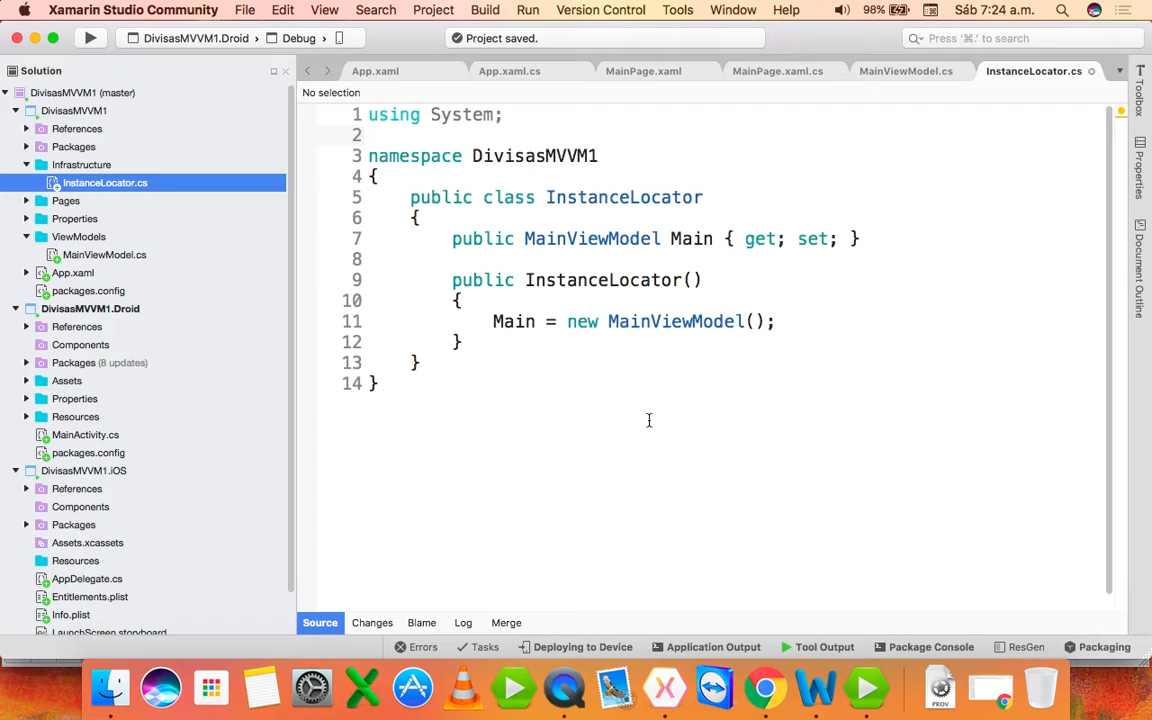 Xamarin Studio Community File Edit View Search Project Build Run Version Control Tools Window Help 98% Sáb 7:24 a.m.
DivisasMVVM1.Droid > Debug > Project saved. Press '⌘.' to search
Solution
App.xaml App.xaml.cs MainPage.xaml MainPage.xaml.cs MainViewModel.cs InstanceLocator.cs
No selection
DivisasMVVM1 (master)
DivisasMVVM1
References
Packages
Infrastructure
InstanceLocator.cs
Pages
Properties
ViewModels
MainViewModel.cs
App.xaml
packages.config
DivisasMVVM1.Droid
References
Components
Packages (8 updates)
Assets
Properties
Resources
MainActivity.cs
packages.config
DivisasMVVM1.iOS
References
Components
Packages
Assets.xcassets
Resources
AppDelegate.cs
Entitlements.plist
Info.plist
LaunchScreen.storyboard
1 using System;
2
3 namespace DivisasMVVM1
4 {
5 public class InstanceLocator
6 {
7 public MainViewModel Main { get; set; }
8
9 public InstanceLocator()
10 {
11 Main = new MainViewModel();
12 }
13 }
14 }
Toolbox
Properties
Document Outline
Source Changes Blame Log Merge
Errors Tasks Deploying to Device Application Output Tool Output Package Console ResGen Packaging
PROV